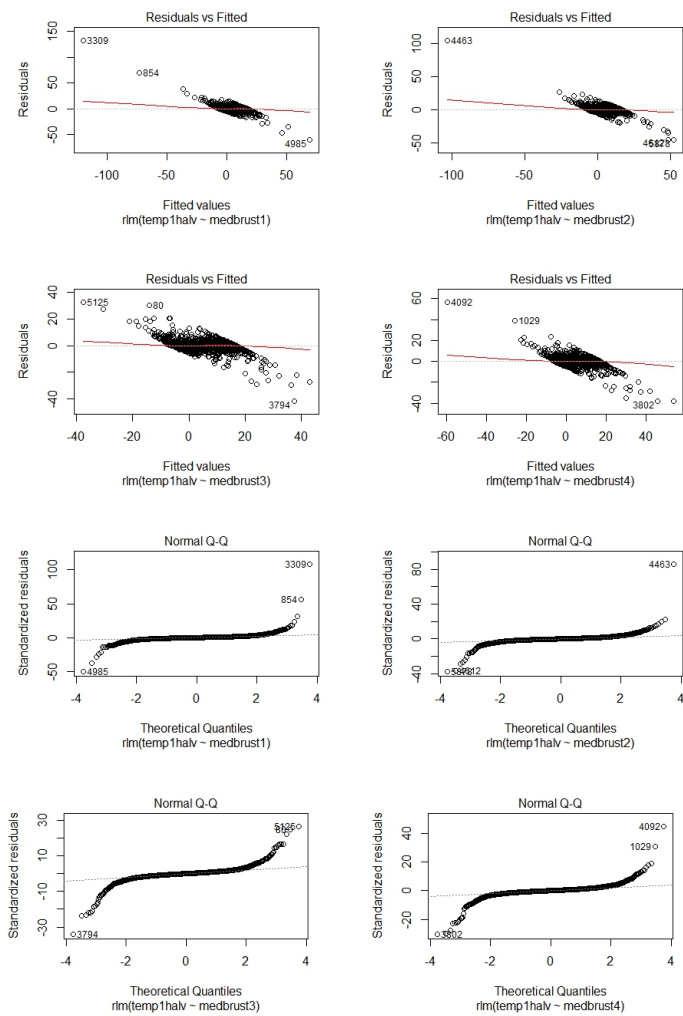 Residuals vs Fitted
Residuals
-50 0 50 150
3309
854
4985
-100 -50 0 50
Fitted values
rlm(temp1halv ~ medbrust1)
Residuals vs Fitted
Residuals
-50 0 50 100
4463
-100 -50 0 50
Fitted values
rlm(temp1halv ~ medbrust2)
Residuals vs Fitted
Residuals
-40 0 20 40
5125
80
3794
-40 -20 0 20 40
Fitted values
rlm(temp1halv ~ medbrust3)
Residuals vs Fitted
Residuals
-40 0 20 60
4092
1029
3802
-60 -40 -20 0 20 40
Fitted values
rlm(temp1halv ~ medbrust4)
Normal Q-Q
Standardized residuals
-50 0 50 100
3309
854
4985
-4 -2 0 2 4
Theoretical Quantiles
rlm(temp1halv ~ medbrust1)
Normal Q-Q
Standardized residuals
-40 0 40 80
4463
-4 -2 0 2 4
Theoretical Quantiles
rlm(temp1halv ~ medbrust2)
Normal Q-Q
Standardized residuals
-30 -10 10 30
5125
3794
-4 -2 0 2 4
Theoretical Quantiles
rlm(temp1halv ~ medbrust3)
Normal Q-Q
Standardized residuals
-20 0 20 40
4092
1029
3802
-4 -2 0 2 4
Theoretical Quantiles
rlm(temp1halv ~ medbrust4)